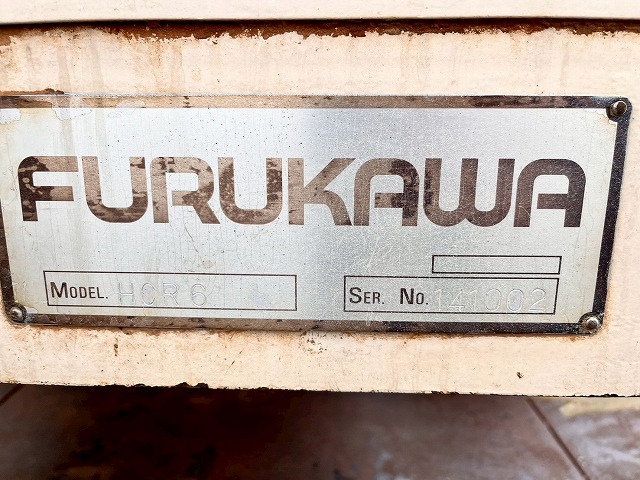 FURUKAWA
MODEL. HCR 6
SER. NO. 141002